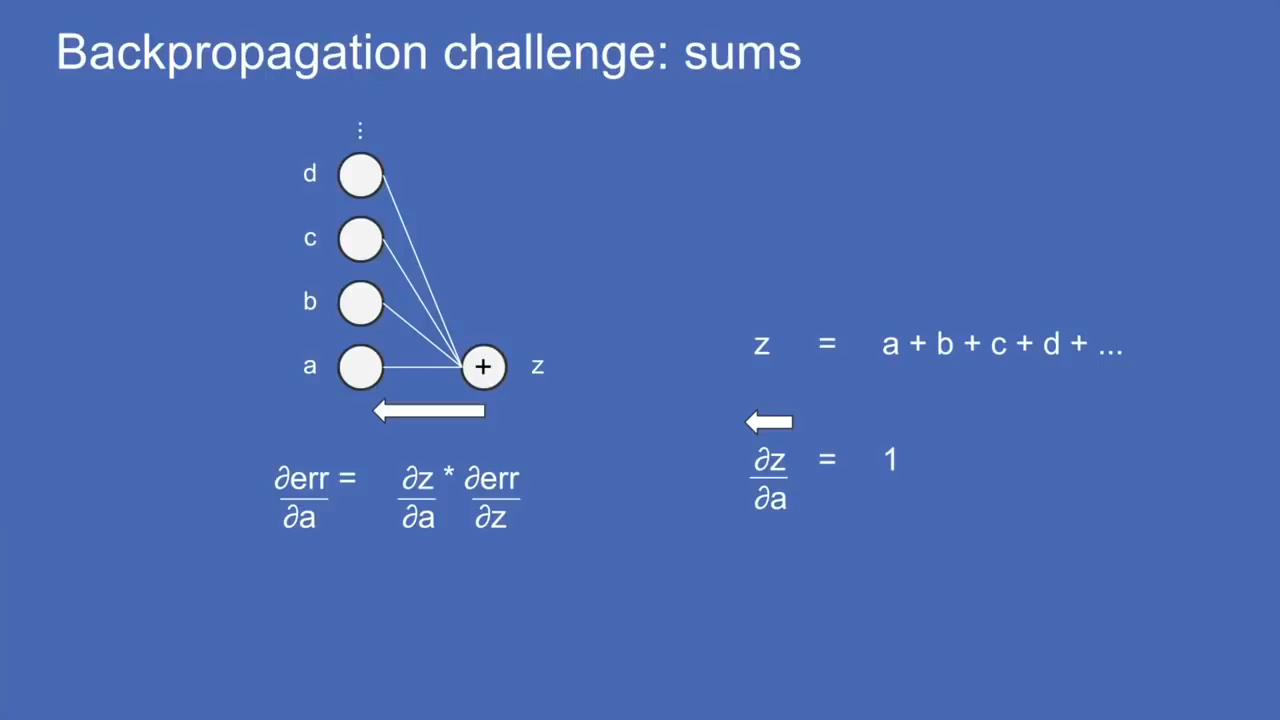 Backpropagation challenge: sums
⋮
d
c
b
a + z
z = a + b + c + d + ...
∂z = 1
∂a
∂err = ∂z * ∂err
∂a ∂a ∂z